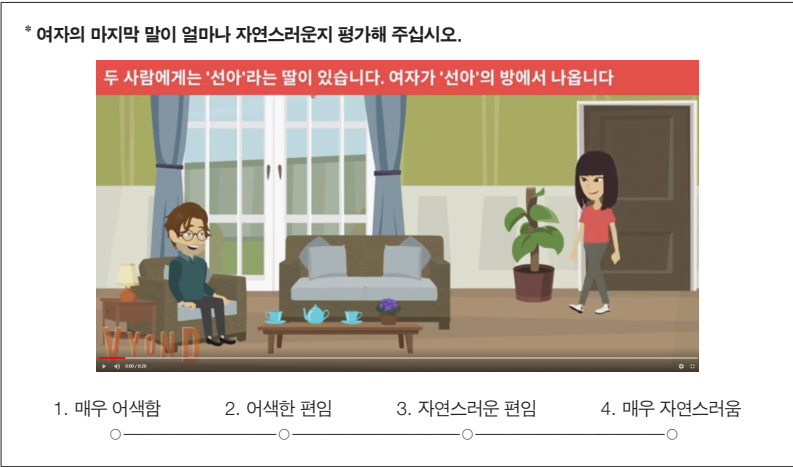 * 여자의 마지막 말이 얼마나 자연스러운지 평가해 주십시오.
두 사람에게는 '선아'라는 딸이 있습니다. 여자가 '선아'의 방에서 나옵니다
VYOND
0:00 / 0:20
1. 매우 어색함 2. 어색한 편임 3. 자연스러운 편임 4. 매우 자연스러움